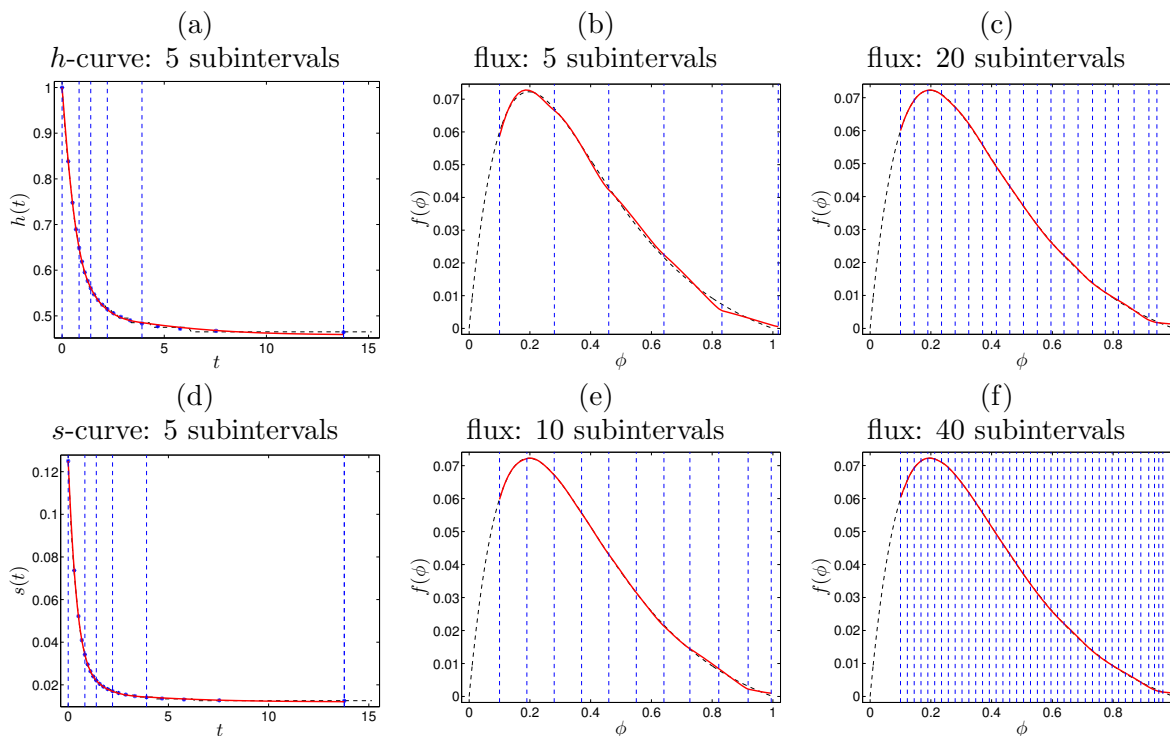 (a)
h-curve: 5 subintervals
1
0.9
0.8
0.7
0.6
0.5
h(t)
0 5 10 15
t
(b)
flux: 5 subintervals
0.07
0.06
0.05
0.04
0.03
0.02
0.01
0
f(ϕ)
0 0.2 0.4 0.6 0.8 1
ϕ
(c)
flux: 20 subintervals
0.07
0.06
0.05
0.04
0.03
0.02
0.01
0
f(ϕ)
0 0.2 0.4 0.6 0.8
ϕ
(d)
s-curve: 5 subintervals
0.12
0.1
0.08
0.06
0.04
0.02
s(t)
0 5 10 15
t
(e)
flux: 10 subintervals
0.07
0.06
0.05
0.04
0.03
0.02
0.01
0
f(ϕ)
0 0.2 0.4 0.6 0.8 1
ϕ
(f)
flux: 40 subintervals
0.07
0.06
0.05
0.04
0.03
0.02
0.01
0
f(ϕ)
0 0.2 0.4 0.6 0.8
ϕ